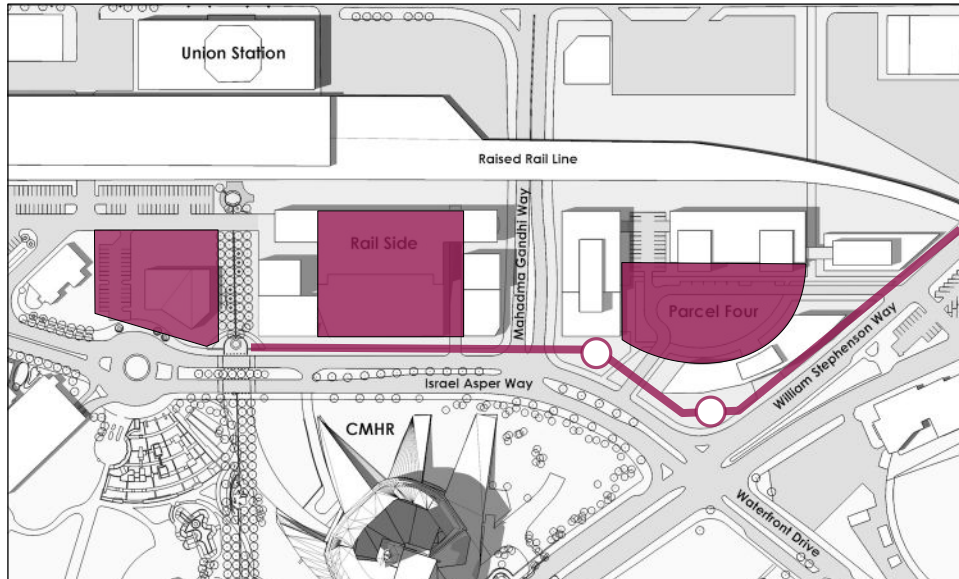 Union Station
Raised Rail Line
Mahadma Gandhi Way
Rail Side
Parcel Four
William Stephenson Way
Israel Asper Way
CMHR
Waterfront Drive